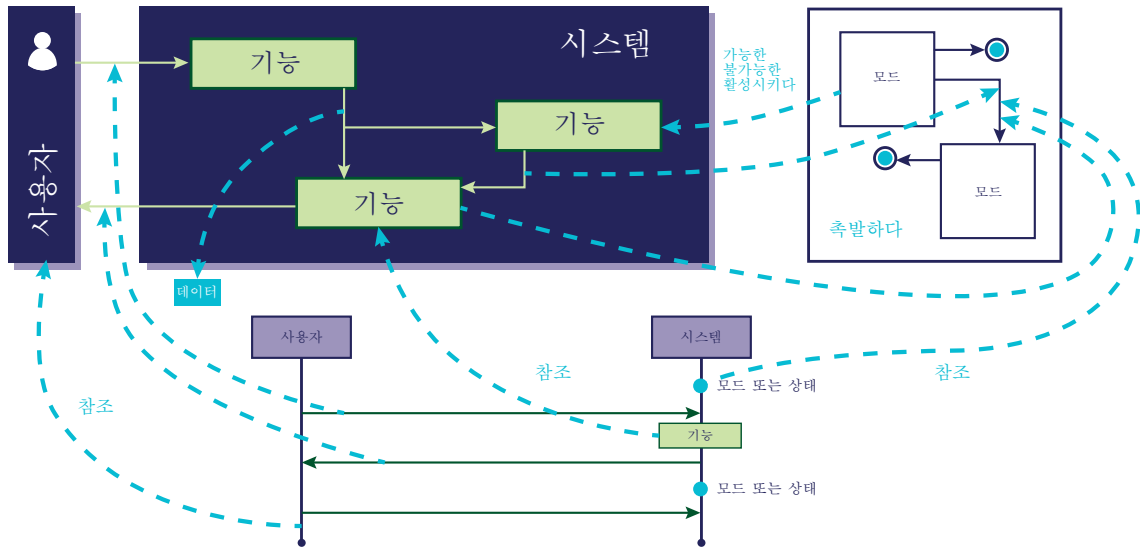 사용자
시스템
기능
기능
기능
데이터
가능한
불가능한
활성시키다
모드
모드
촉발하다
사용자
시스템
참조
참조
참조
모드 또는 상태
기능
모드 또는 상태